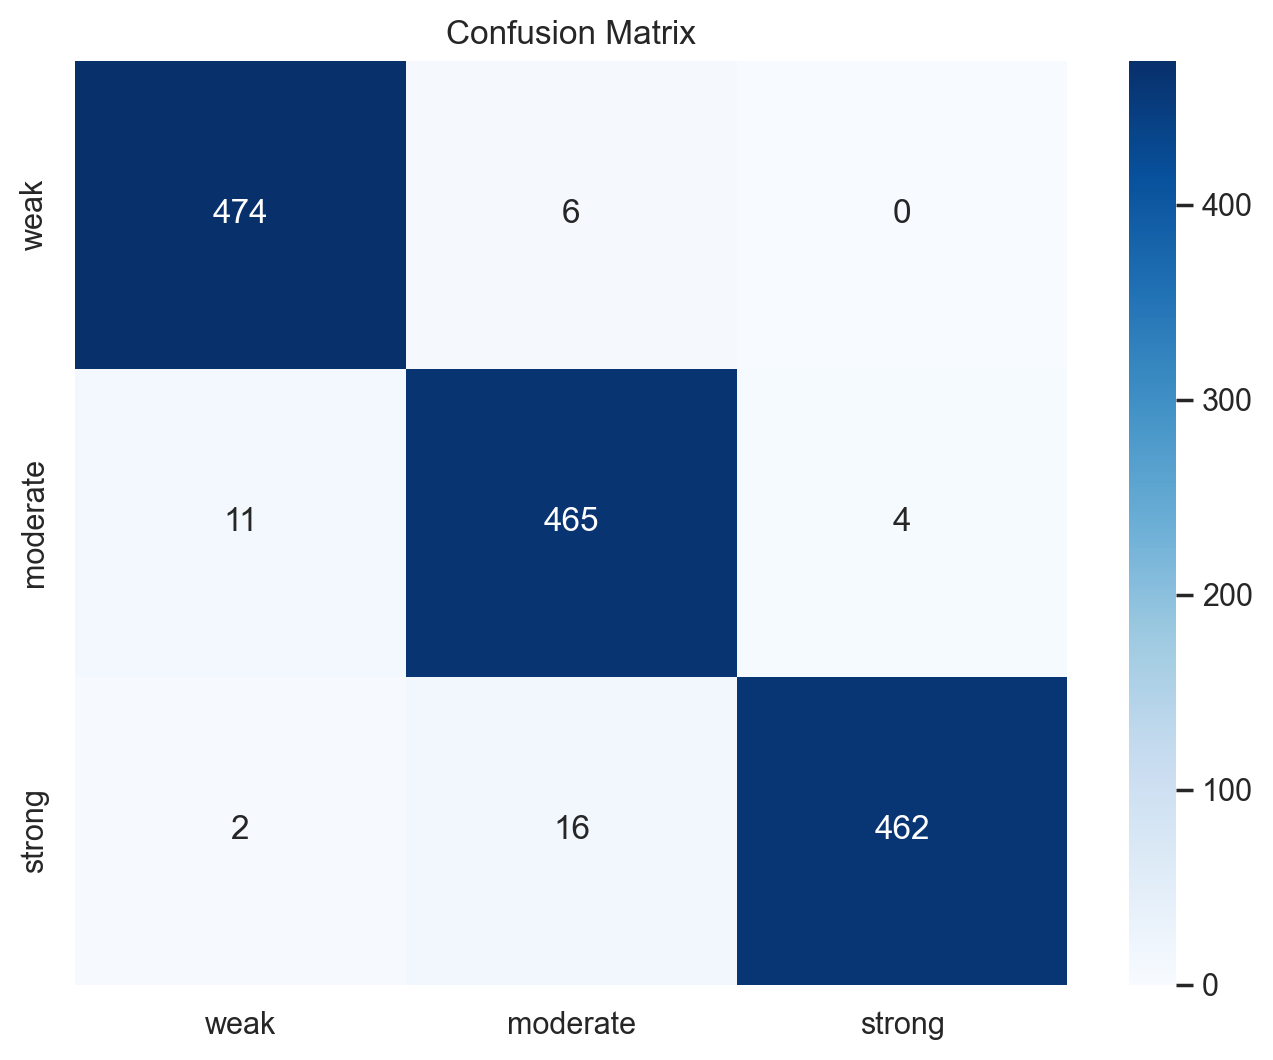 Confusion Matrix
weak
474
6
0
moderate
11
465
4
strong
2
16
462
weak
moderate
strong
400
300
200
100
0